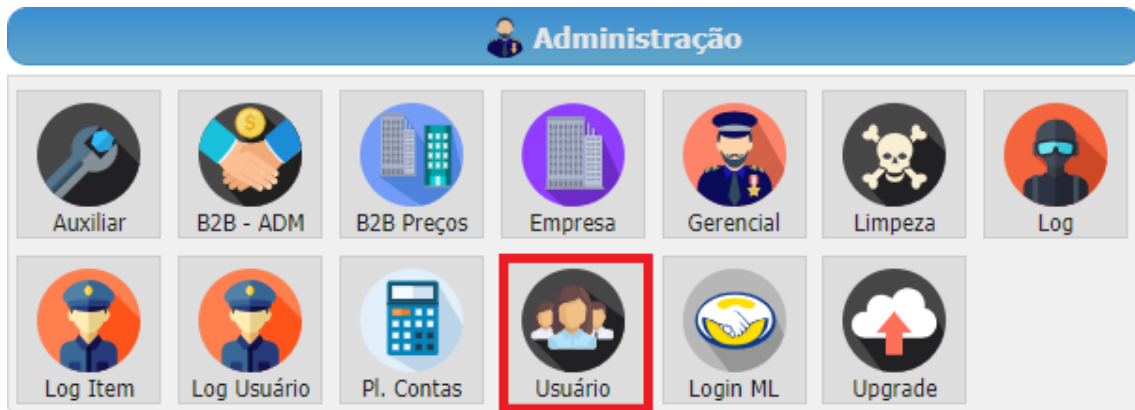 Administração
Auxiliar
B2B - ADM
B2B Preços
Empresa
Gerencial
Limpeza
Log
Log Item
Log Usuário
Pl. Contas
Usuário
Login ML
Upgrade